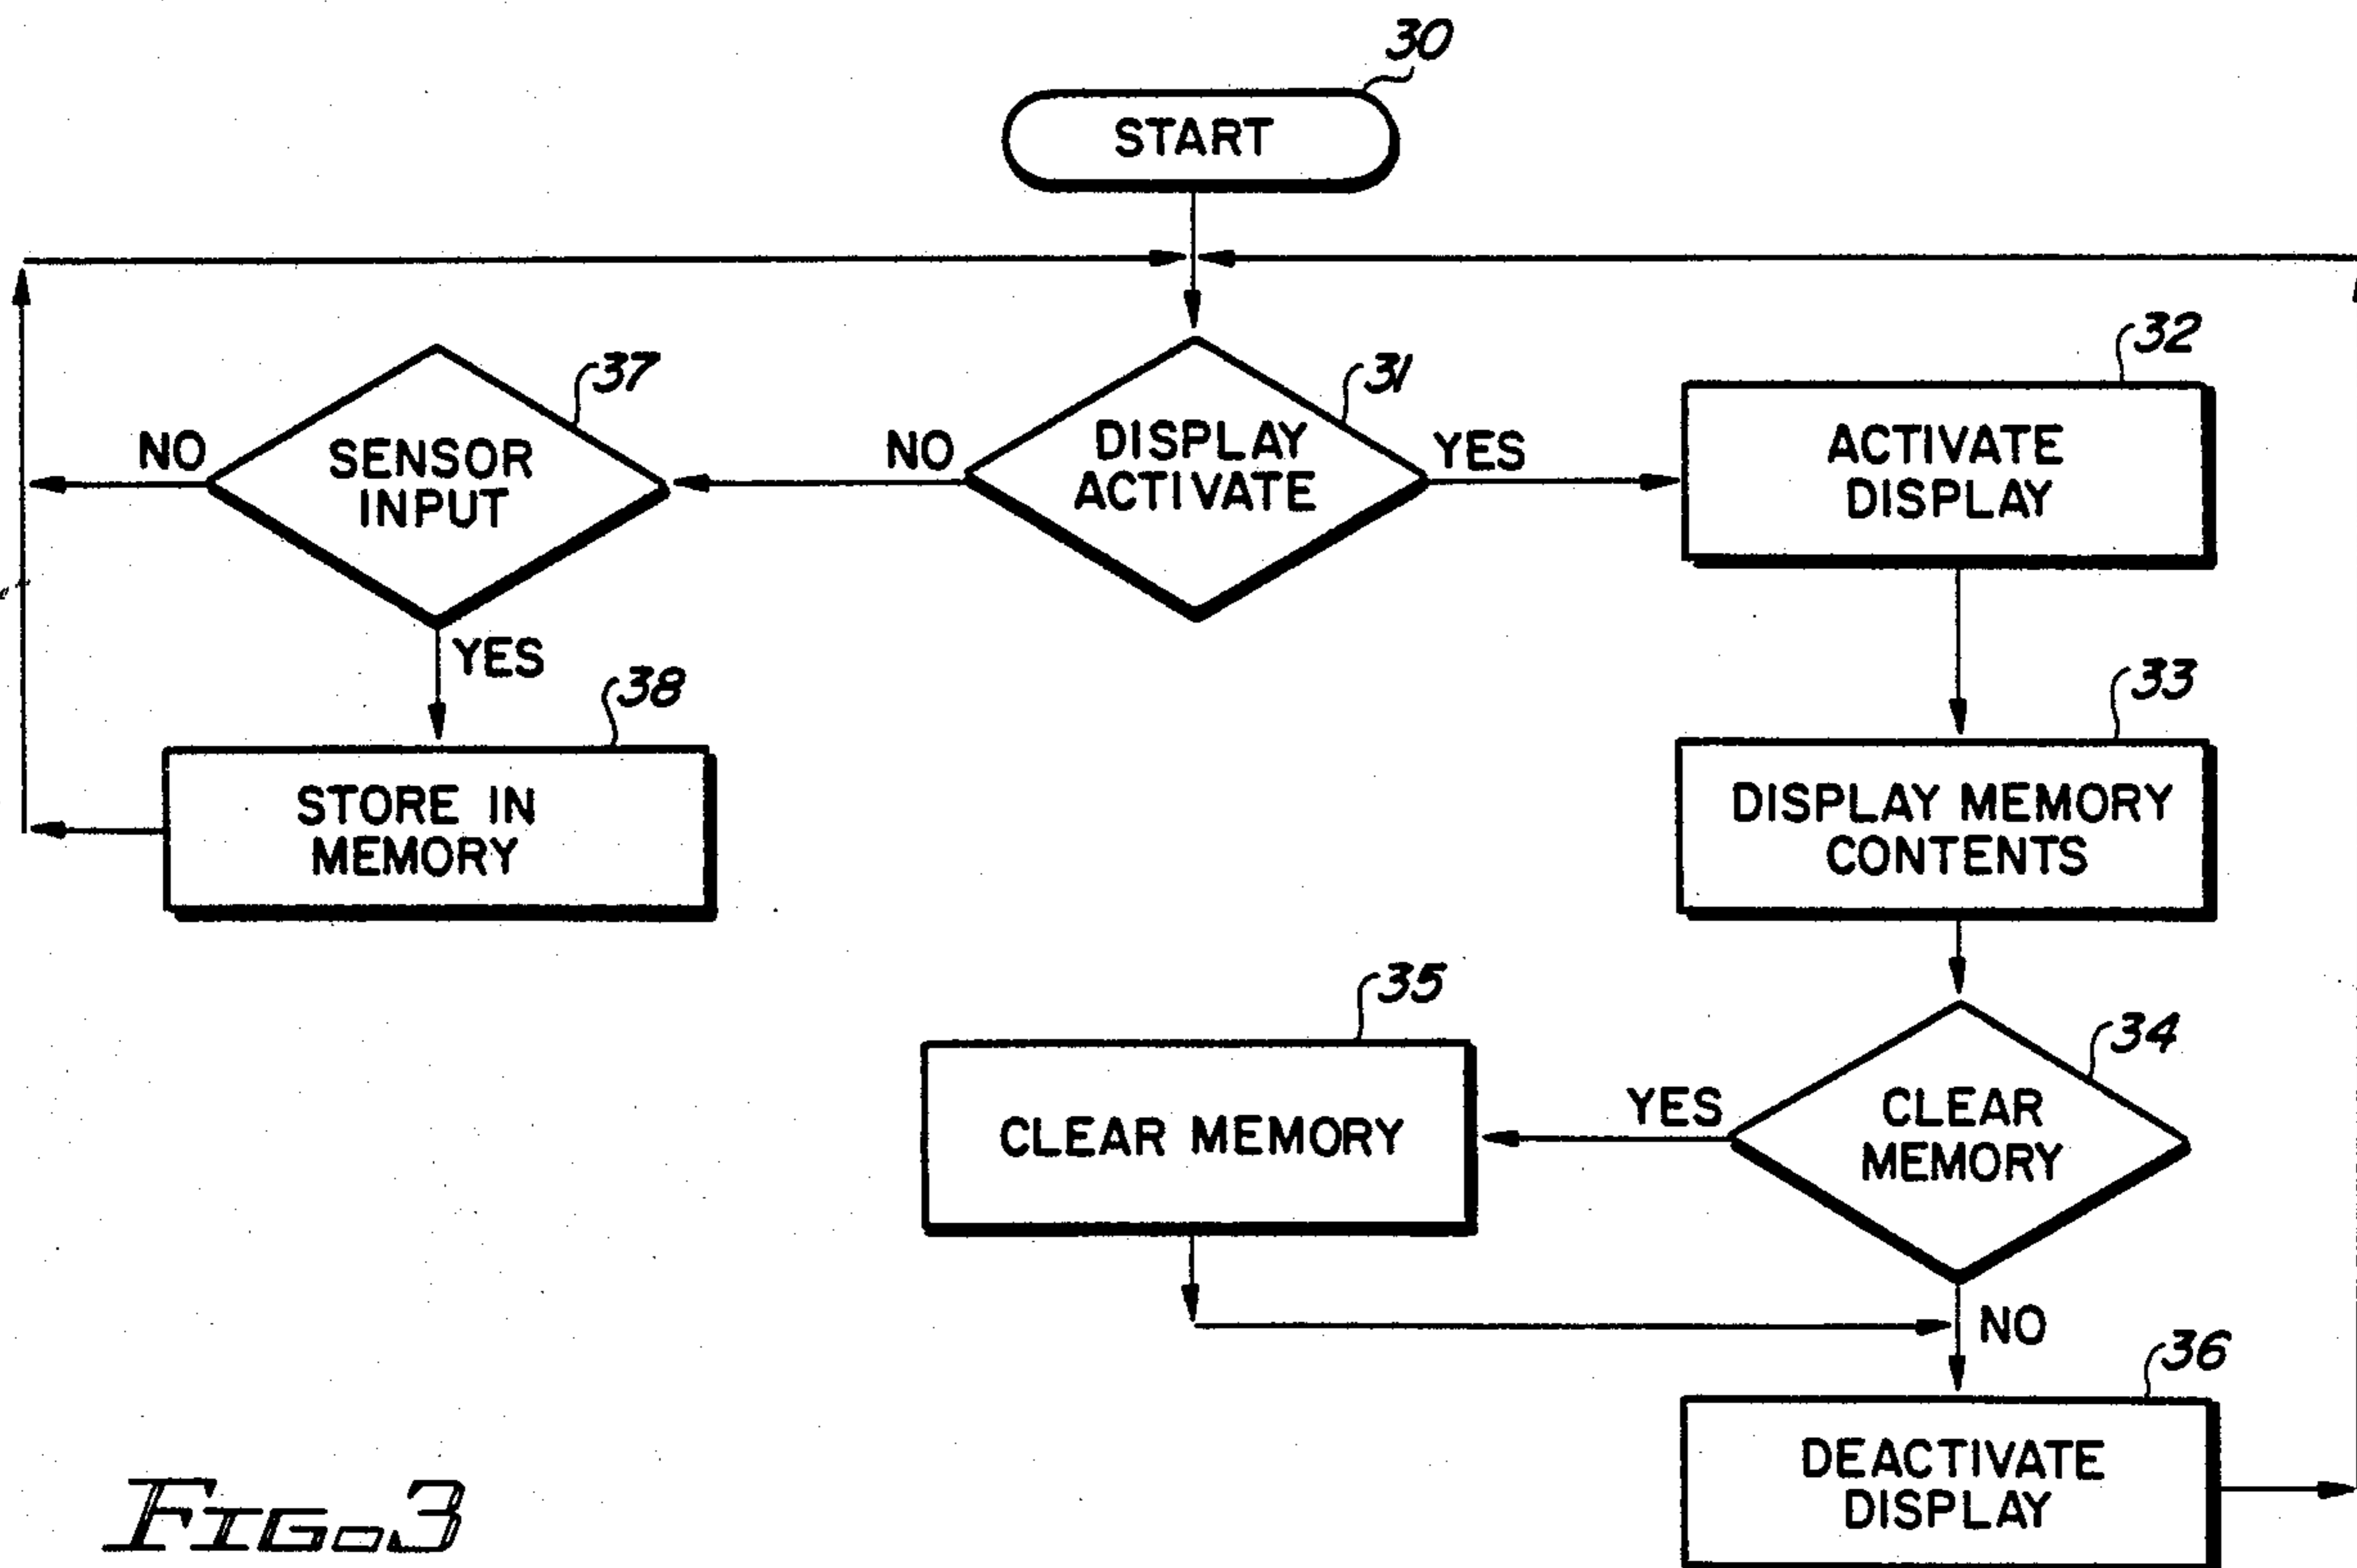 30
START
37
SENSOR
INPUT
NO
YES
31
DISPLAY
ACTIVATE
NO
YES
32
ACTIVATE
DISPLAY
38
STORE IN
MEMORY
33
DISPLAY MEMORY
CONTENTS
35
CLEAR MEMORY
34
CLEAR
MEMORY
YES
NO
36
DEACTIVATE
DISPLAY
FIG. 3